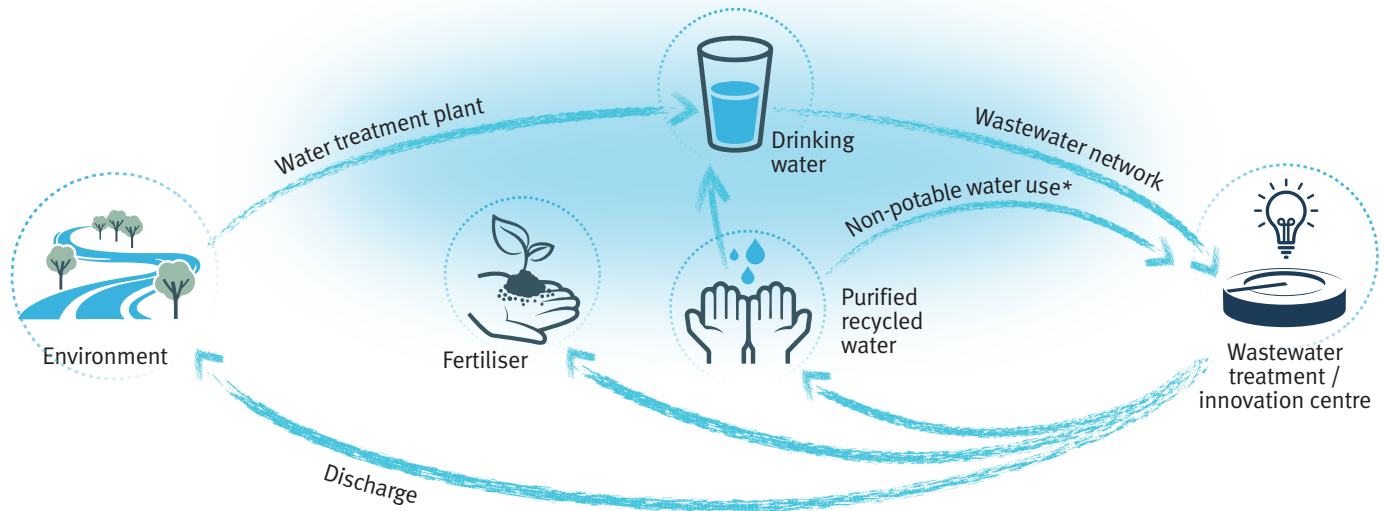 Water treatment plant
Drinking
water
Wastewater network
Non-potable water use*
Environment
Fertiliser
Purified
recycled
water
Wastewater
treatment /
innovation centre
Discharge